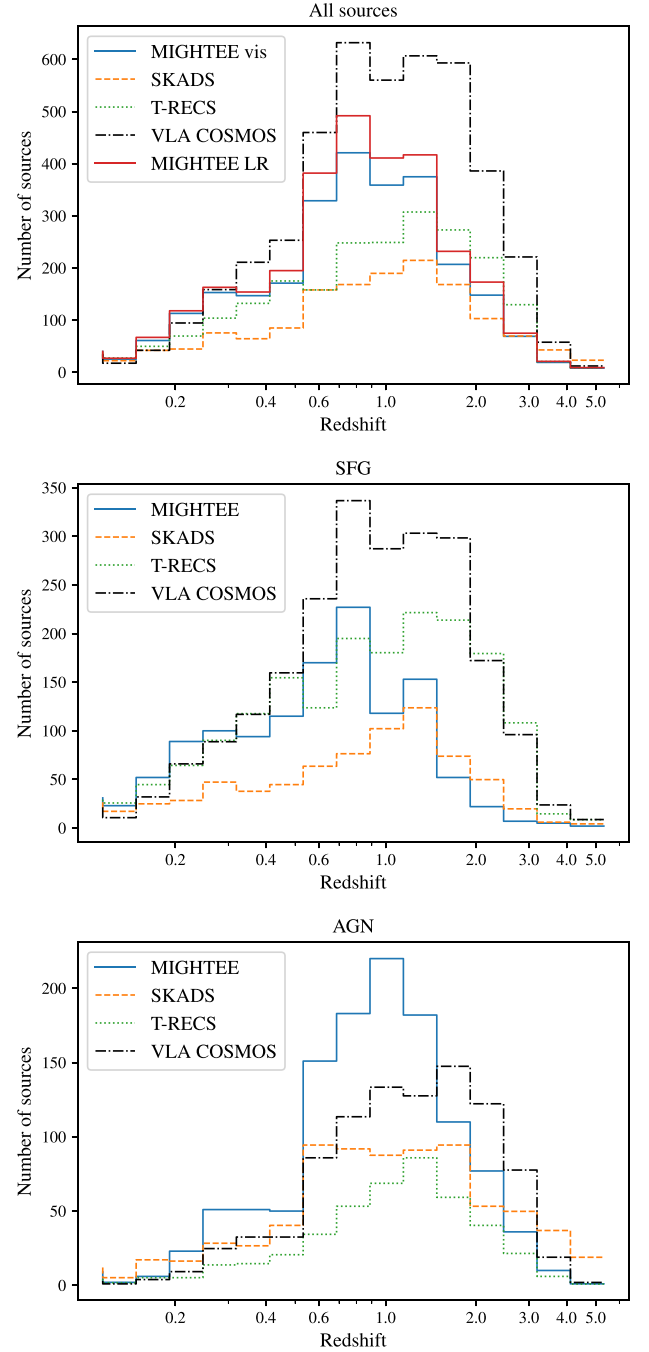 All sources
MIGHTEE vis
SKADS
T-RECS
VLA COSMOS
MIGHTEE LR
Number of sources
600
500
400
300
200
100
0
0.2 0.4 0.6 1.0 2.0 3.0 4.0 5.0
Redshift
SFG
MIGHTEE
SKADS
T-RECS
VLA COSMOS
Number of sources
350
300
250
200
150
100
50
0
0.2 0.4 0.6 1.0 2.0 3.0 4.0 5.0
Redshift
AGN
MIGHTEE
SKADS
T-RECS
VLA COSMOS
Number of sources
200
150
100
50
0
0.2 0.4 0.6 1.0 2.0 3.0 4.0 5.0
Redshift